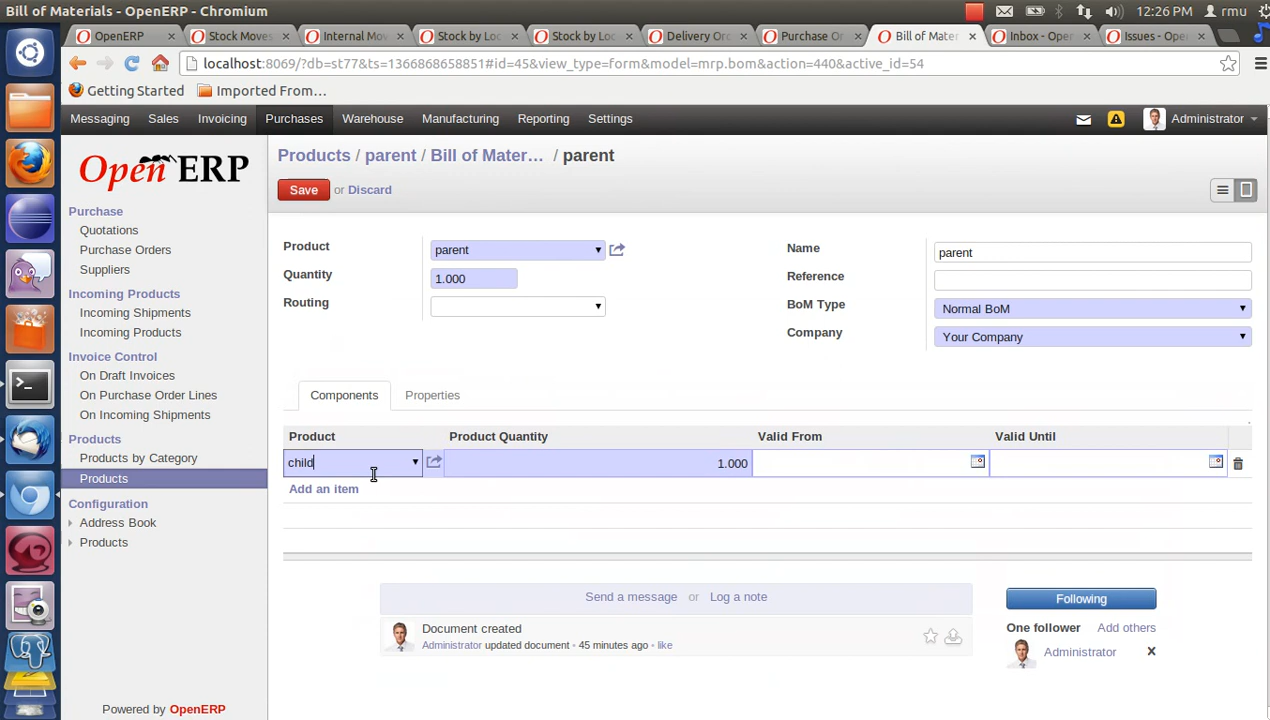 Bill of Materials - OpenERP - Chromium
12:26 PM
rmu
OpenERP
Stock Moves
Internal Mov
Stock by Loc
Stock by Loc
Delivery Ord
Purchase Or
Bill of Mater
Inbox - Open
Issues - Open
localhost:8069/?db=st77&ts=1366868658851#id=45&view_type=form&model=mrp.bom&action=440&active_id=54
Getting Started
Imported From...
Messaging Sales Invoicing Purchases Warehouse Manufacturing Reporting Settings
Administrator
Open ERP
Products / parent / Bill of Mater... / parent
Save or Discard
Purchase
Quotations
Purchase Orders
Suppliers
Incoming Products
Incoming Shipments
Incoming Products
Invoice Control
On Draft Invoices
On Purchase Order Lines
On Incoming Shipments
Products
Products by Category
Products
Configuration
Address Book
Products
Powered by OpenERP
Product parent
Quantity 1.000
Routing
Name parent
Reference
BoM Type Normal BoM
Company Your Company
Components Properties
Product Product Quantity Valid From Valid Until
child 1.000
Add an item
Send a message or Log a note
Document created
Administrator updated document • 45 minutes ago • like
Following
One follower Add others
Administrator x